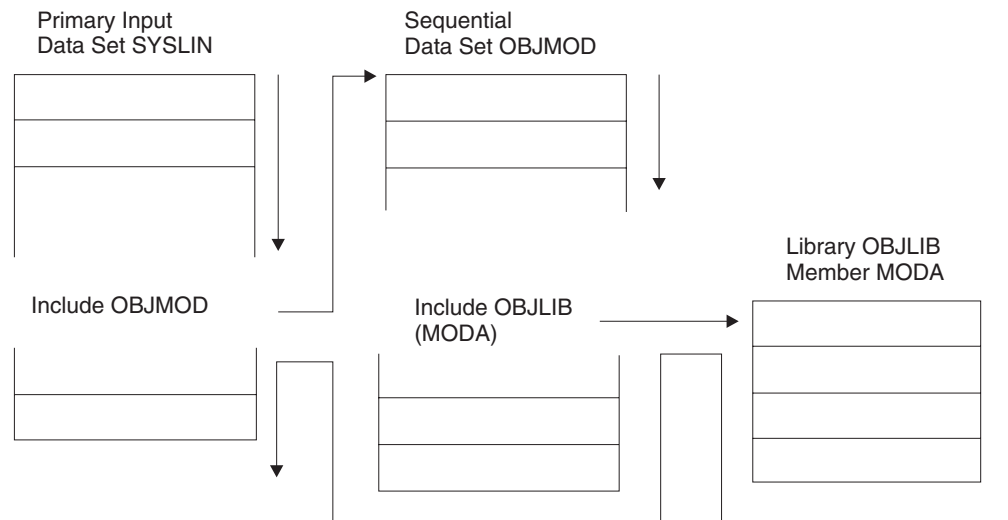 Primary Input
Data Set SYSLIN
Sequential
Data Set OBJMOD
Library OBJLIB
Member MODA
Include OBJMOD
Include OBJLIB
(MODA)